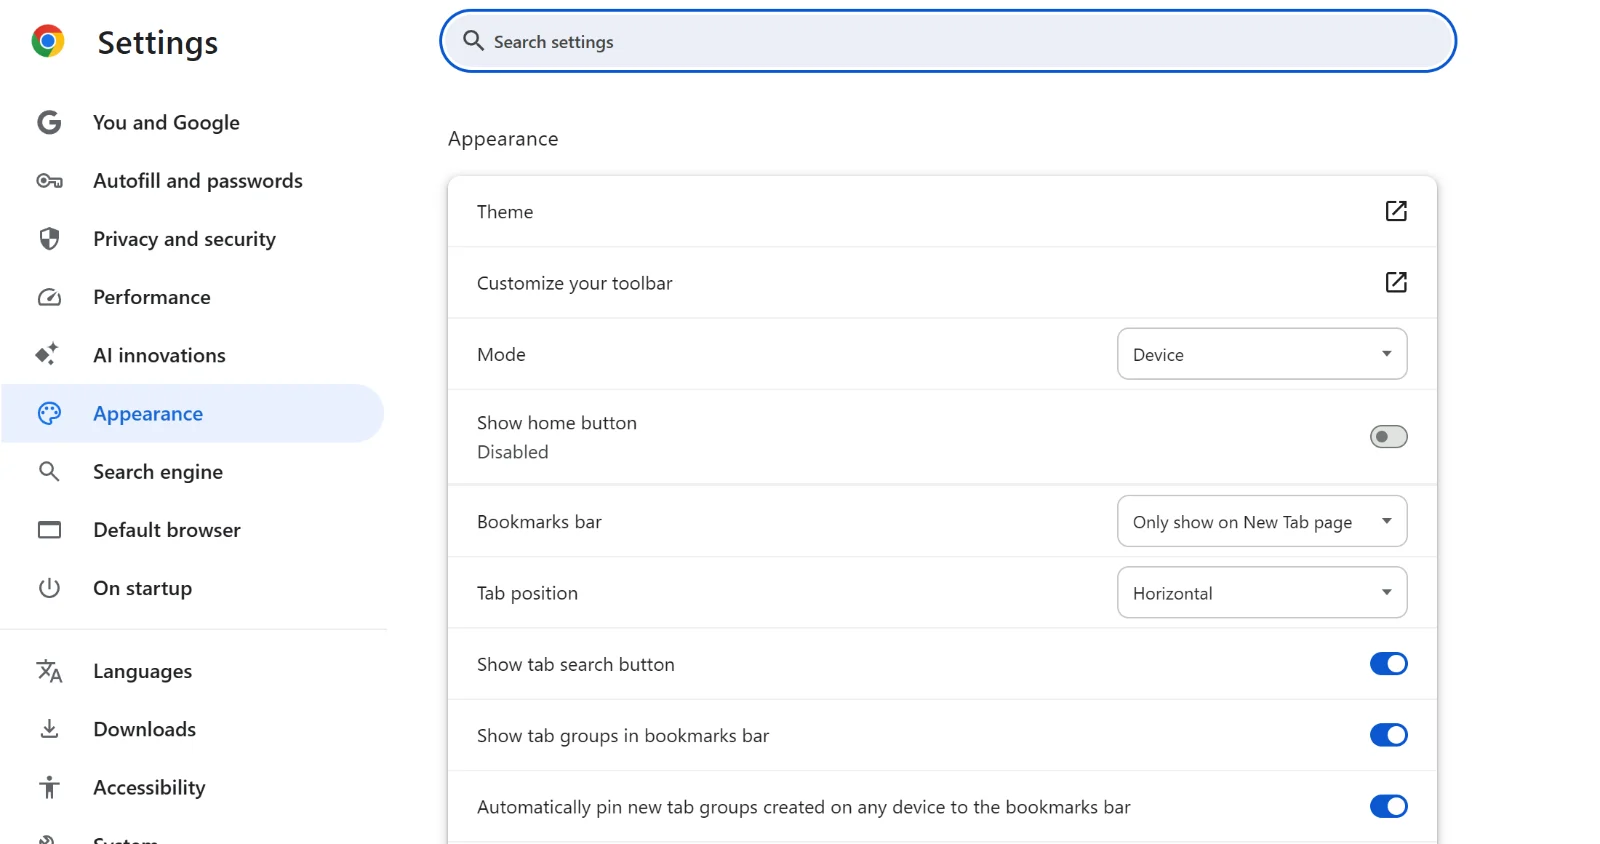 Settings
Search settings
You and Google
Autofill and passwords
Privacy and security
Performance
AI innovations
Appearance
Search engine
Default browser
On startup
Languages
Downloads
Accessibility
System
Appearance
Theme
Customize your toolbar
Mode
Device
Show home button
Disabled
Bookmarks bar
Only show on New Tab page
Tab position
Horizontal
Show tab search button
Show tab groups in bookmarks bar
Automatically pin new tab groups created on any device to the bookmarks bar